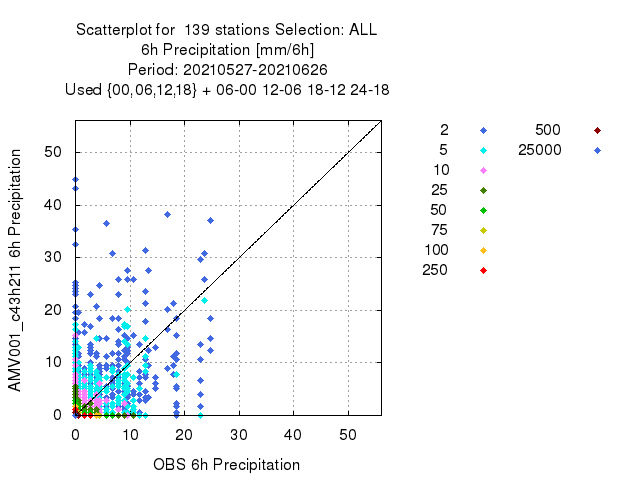 Scatterplot for 139 stations Selection: ALL
6h Precipitation [mm/6h]
Period: 20210527-20210626
Used {00,06,12,18} + 06-00 12-06 18-12 24-18
AMV001_c43h211 6h Precipitation
50
40
30
20
10
0
0 10 20 30 40 50
OBS 6h Precipitation
2 500
5 25000
10
25
50
75
100
250